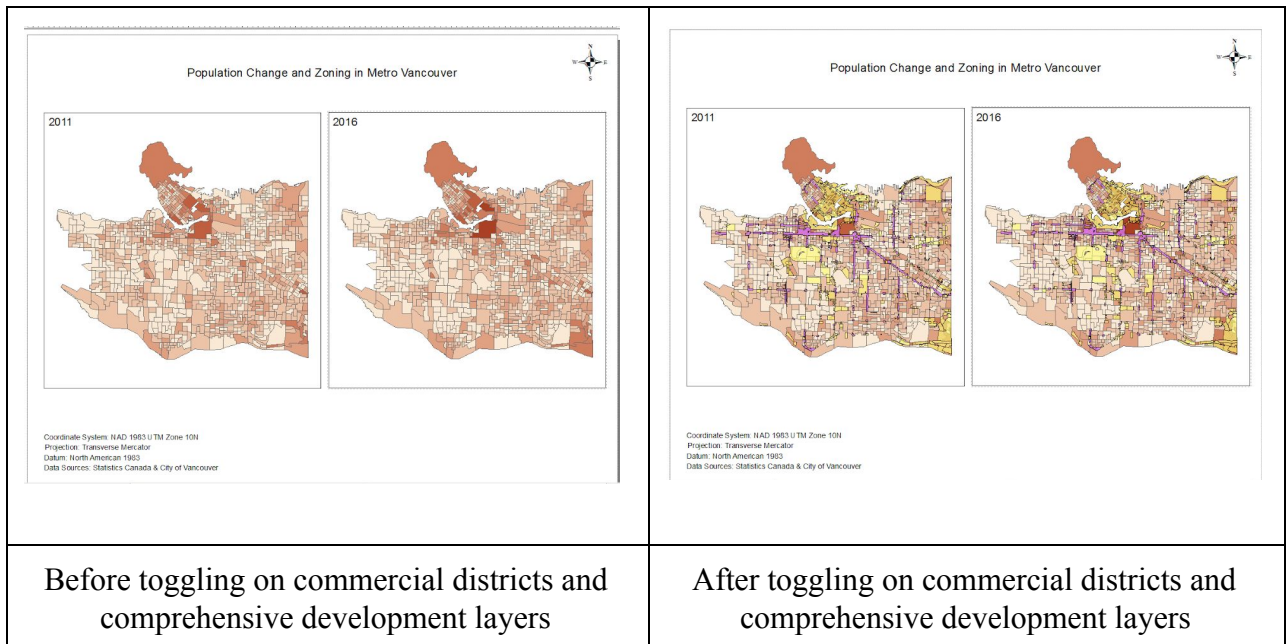 N
W E
S
Population Change and Zoning in Metro Vancouver
2011
2016
Coordinate System: NAD 1983 UTM Zone 10N
Projection: Transverse Mercator
Datum: North American 1983
Data Sources: Statistics Canada & City of Vancouver
N
W E
S
Population Change and Zoning in Metro Vancouver
2011
2016
Coordinate System: NAD 1983 UTM Zone 10N
Projection: Transverse Mercator
Datum: North American 1983
Data Sources: Statistics Canada & City of Vancouver
Before toggling on commercial districts and
comprehensive development layers
After toggling on commercial districts and
comprehensive development layers